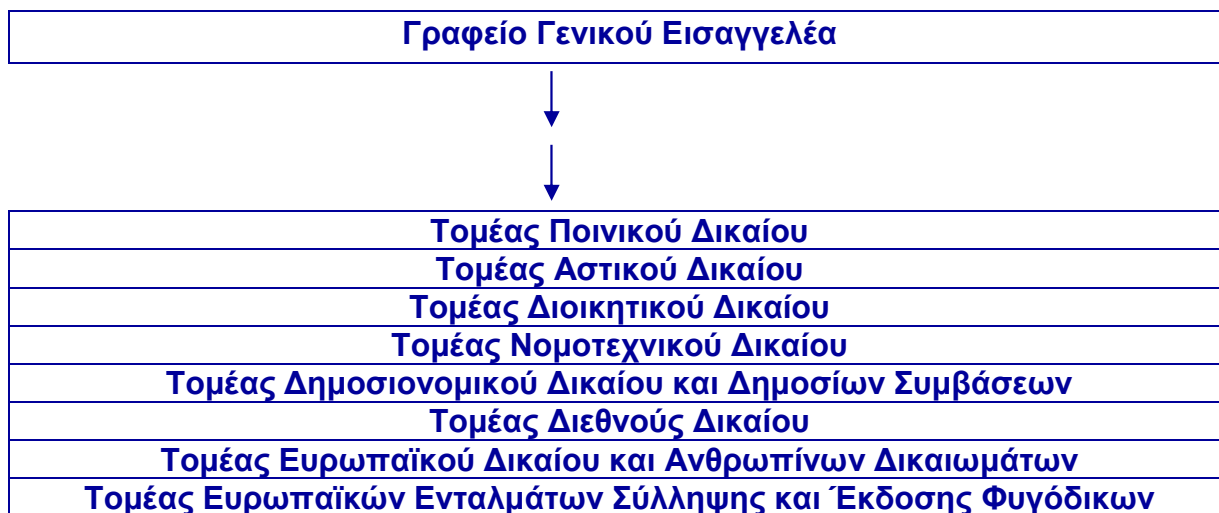 Γραφείο Γενικού Εισαγγελέα
Τομέας Ποινικού Δικαίου
Τομέας Αστικού Δικαίου
Τομέας Διοικητικού Δικαίου
Τομέας Νομοτεχνικού Δικαίου
Τομέας Δημοσιονομικού Δικαίου και Δημοσίων Συμβάσεων
Τομέας Διεθνούς Δικαίου
Τομέας Ευρωπαϊκού Δικαίου και Ανθρωπίνων Δικαιωμάτων
Τομέας Ευρωπαϊκών Ενταλμάτων Σύλληψης και Έκδοσης Φυγόδικων